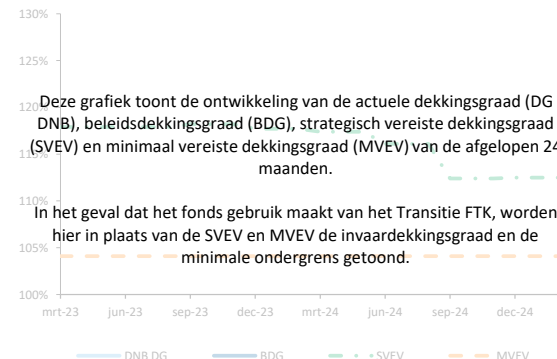 130%
125%
120%
Deze grafiek toont de ontwikkeling van de actuele dekkingsgraad (DG
DNB), beleidsdekkingsgraad (BDG), strategisch vereiste dekkingsgraad
(SVEV) en minimaal vereiste dekkingsgraad (MVEV) van de afgelopen 24
115%
maanden.
110%
In het geval dat het fonds gebruik maakt van het Transitie FTK, worden
hier in plaats van de SVEV en MVEV de invaardekkingsgraad en de
105%
minimale ondergrens getoond.
100%
mrt-23 jun-23 sep-23 dec-23 mrt-24 jun-24 sep-24 dec-24
DNB DG BDG SVEV MVEV